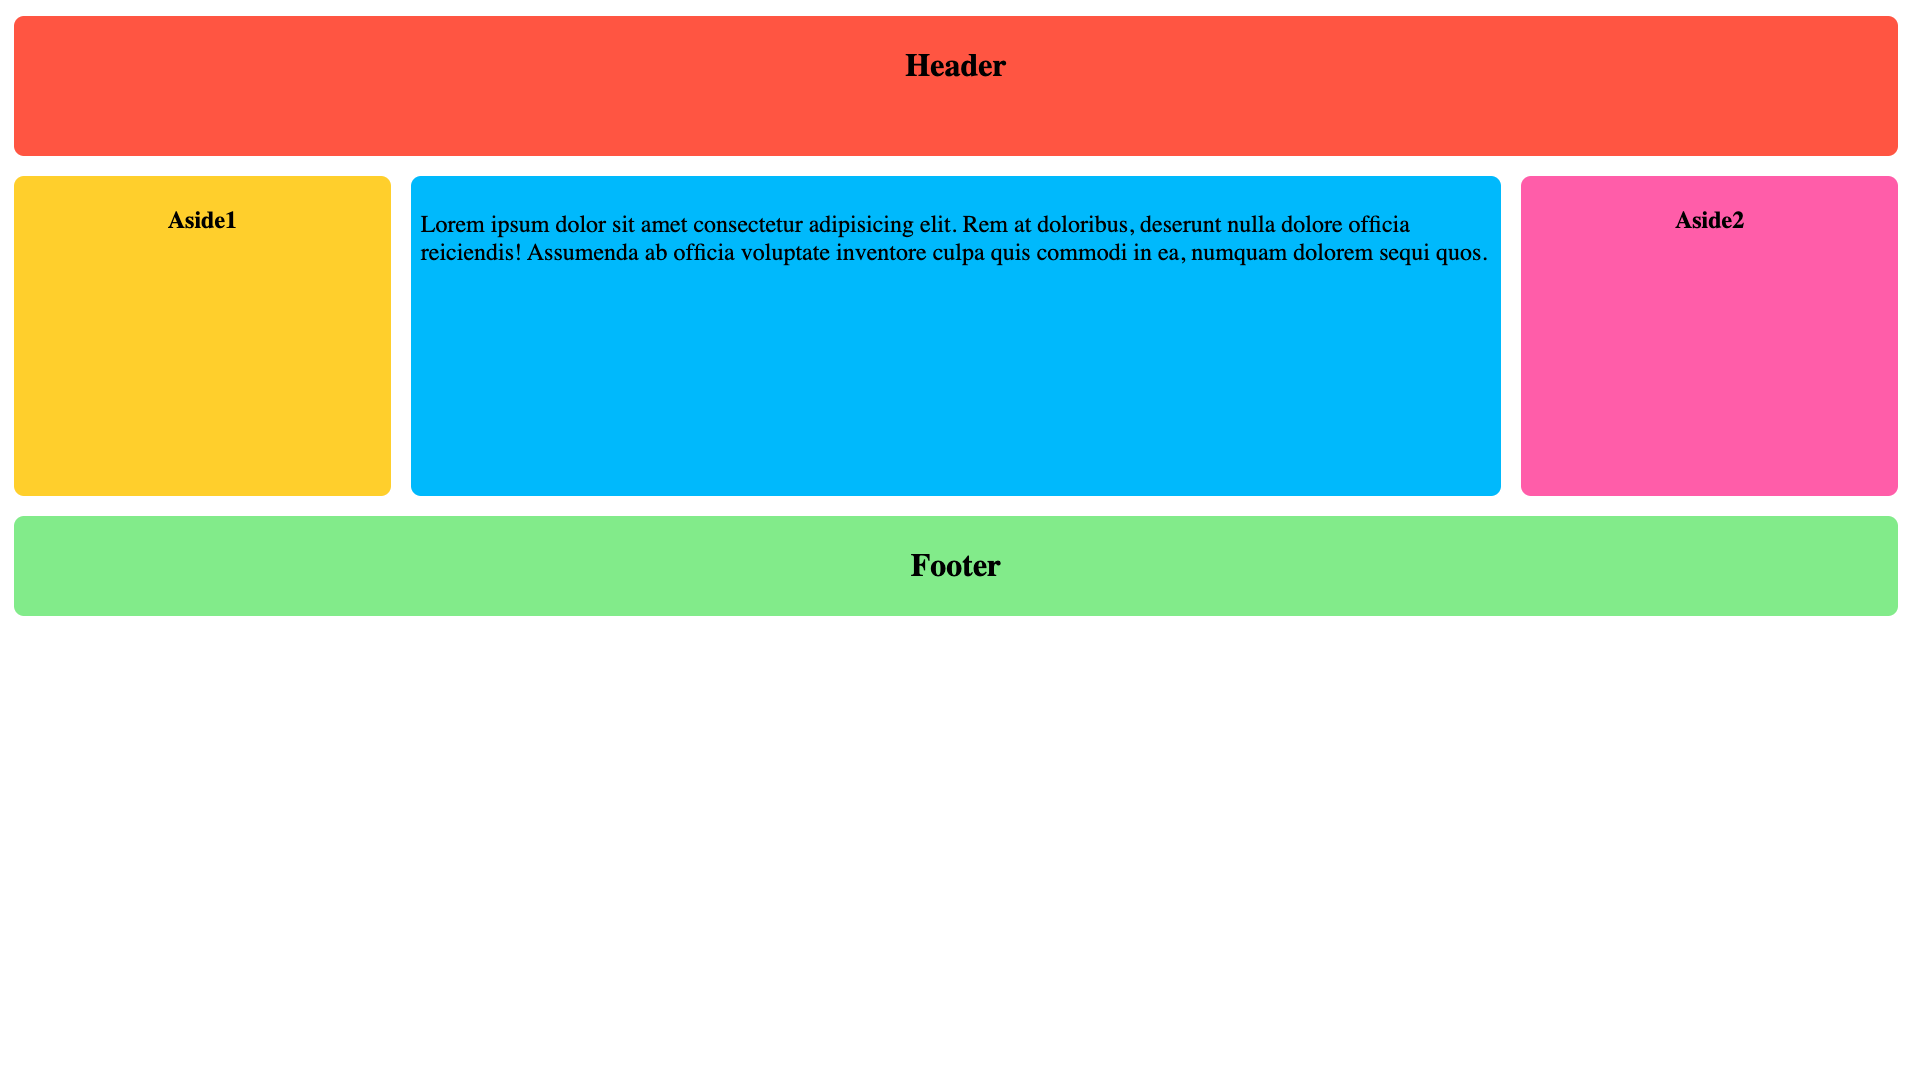 Header
Aside1
Lorem ipsum dolor sit amet consectetur adipisicing elit. Rem at doloribus, deserunt nulla dolore officia
reiciendis! Assumenda ab officia voluptate inventore culpa quis commodi in ea, numquam dolorem sequi quos.
Aside2
Footer